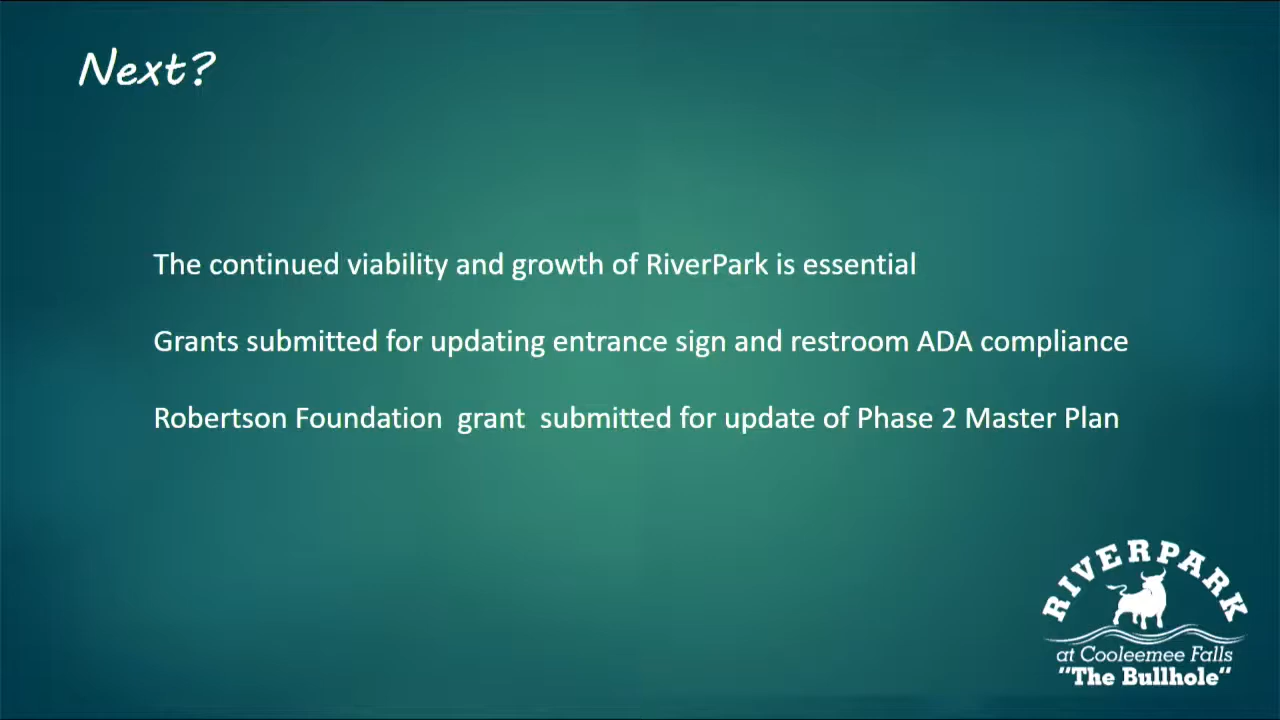 Next?
The continued viability and growth of RiverPark is essential
Grants submitted for updating entrance sign and restroom ADA compliance
Robertson Foundation  grant  submitted for update of Phase 2 Master Plan
RIVERPARK
at Cooleemee Falls
"The Bullhole"